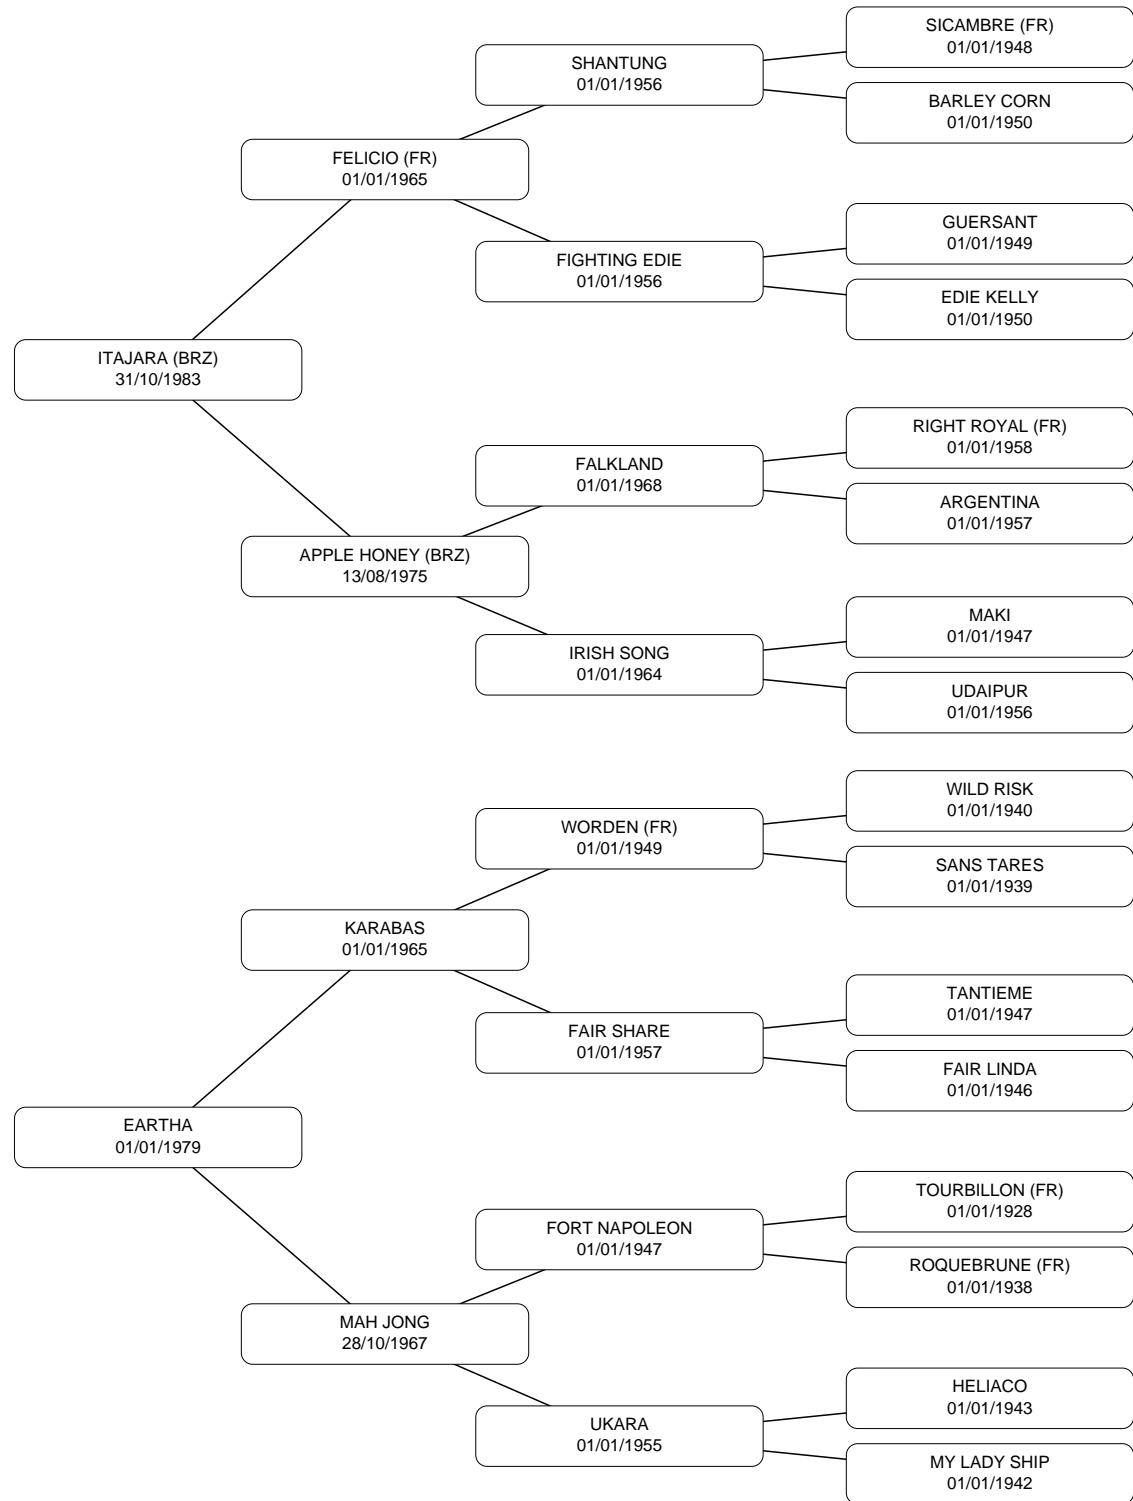 SICAMBRE (FR)
01/01/1948
SHANTUNG
01/01/1956
BARLEY CORN
01/01/1950
FELICIO (FR)
01/01/1965
GUERSANT
01/01/1949
FIGHTING EDIE
01/01/1956
EDIE KELLY
01/01/1950
ITAJARA (BRZ)
31/10/1983
RIGHT ROYAL (FR)
01/01/1958
FALKLAND
01/01/1968
ARGENTINA
01/01/1957
APPLE HONEY (BRZ)
13/08/1975
MAKI
01/01/1947
IRISH SONG
01/01/1964
UDAIPUR
01/01/1956
WILD RISK
01/01/1940
WORDEN (FR)
01/01/1949
SANS TARES
01/01/1939
KARABAS
01/01/1965
TANTIEME
01/01/1947
FAIR SHARE
01/01/1957
FAIR LINDA
01/01/1946
EARTHA
01/01/1979
TOURBILLON (FR)
01/01/1928
FORT NAPOLEON
01/01/1947
ROQUEBRUNE (FR)
01/01/1938
MAH JONG
28/10/1967
HELIACO
01/01/1943
UKARA
01/01/1955
MY LADY SHIP
01/01/1942